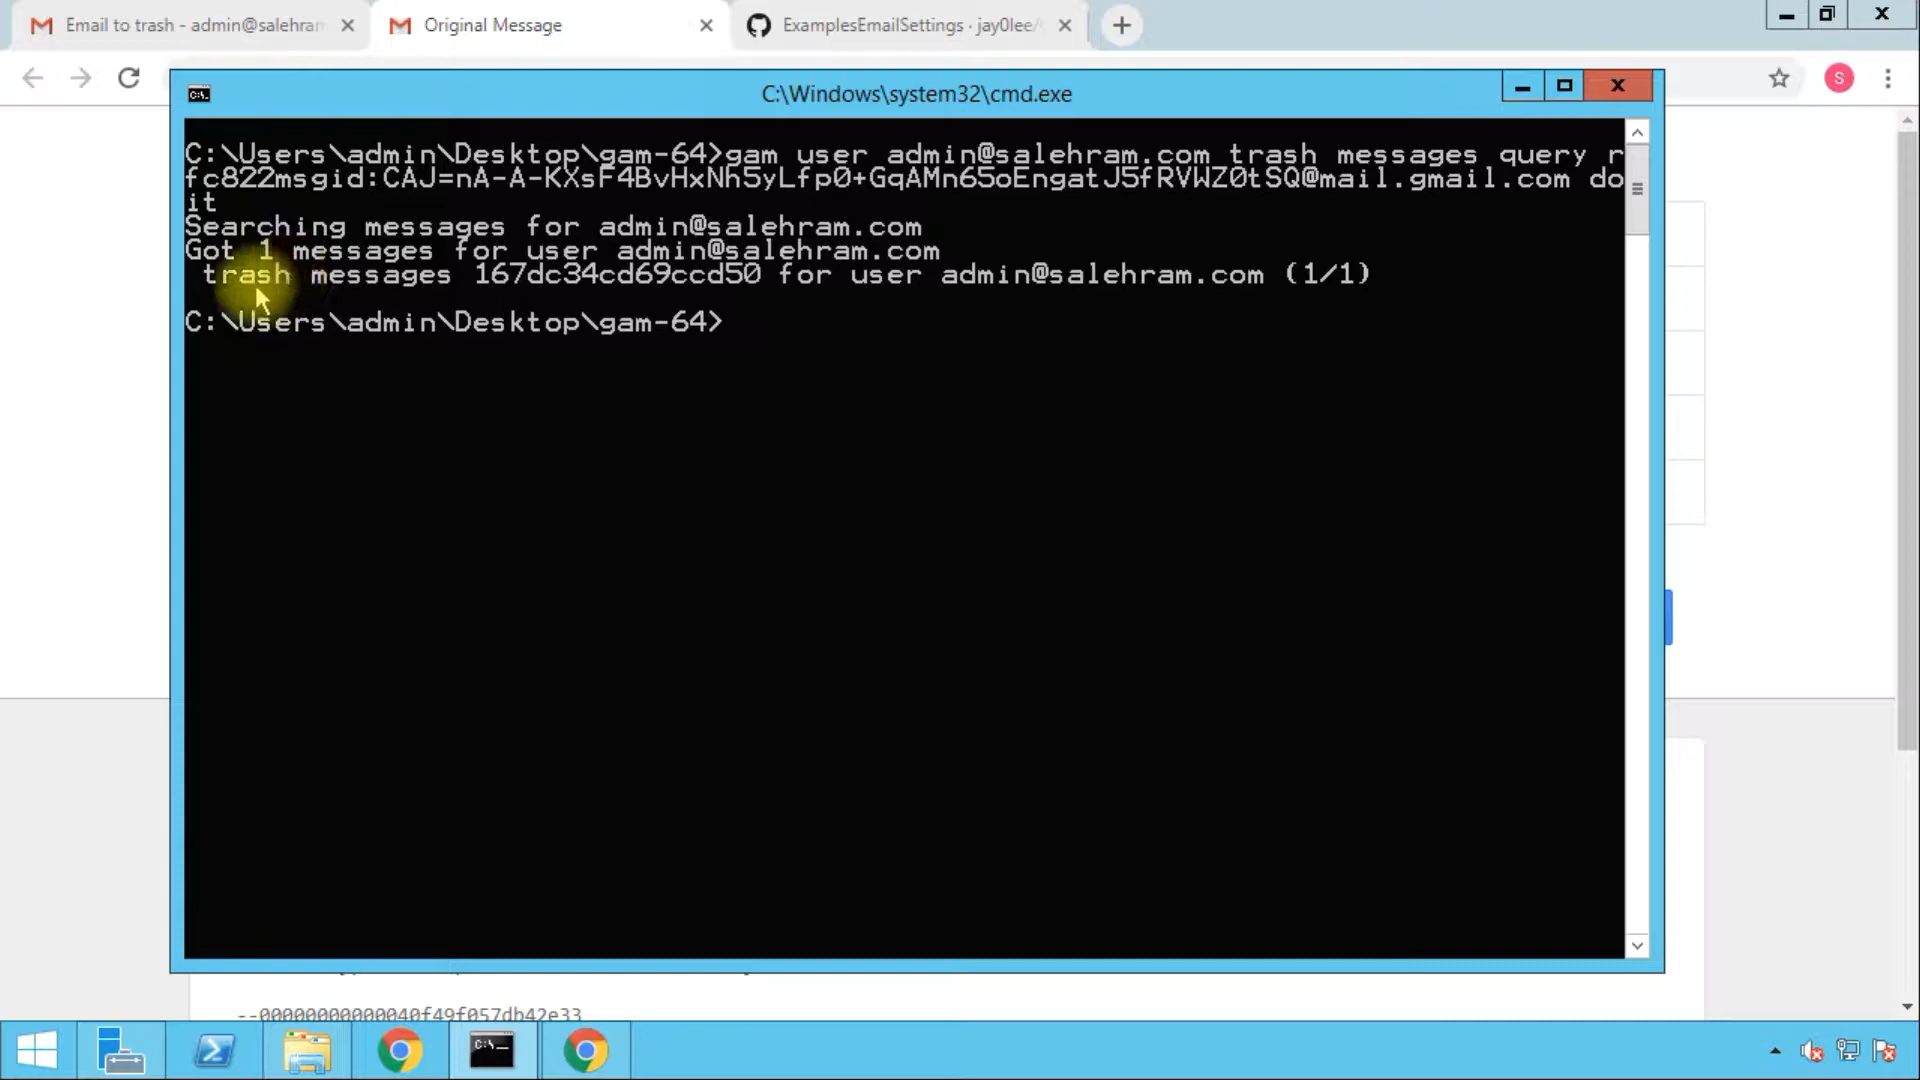 Email to trash - admin@salehram
Original Message
ExamplesEmailSettings · jay0lee/
S
C:\Windows\system32\cmd.exe
C:\Users\admin\Desktop\gam-64>gam user admin@salehram.com trash messages query r
fc822msgid:CAJ=nA-A-KXsF4BvHxNh5yLfp0+GqAMn65oEngatJ5fRVWZ0tSQ@mail.gmail.com do
it
Searching messages for admin@salehram.com
Got 1 messages for user admin@salehram.com
trash messages 167dc34cd69ccd50 for user admin@salehram.com (1/1)
C:\Users\admin\Desktop\gam-64>
--00000000000040f49f057db42e33